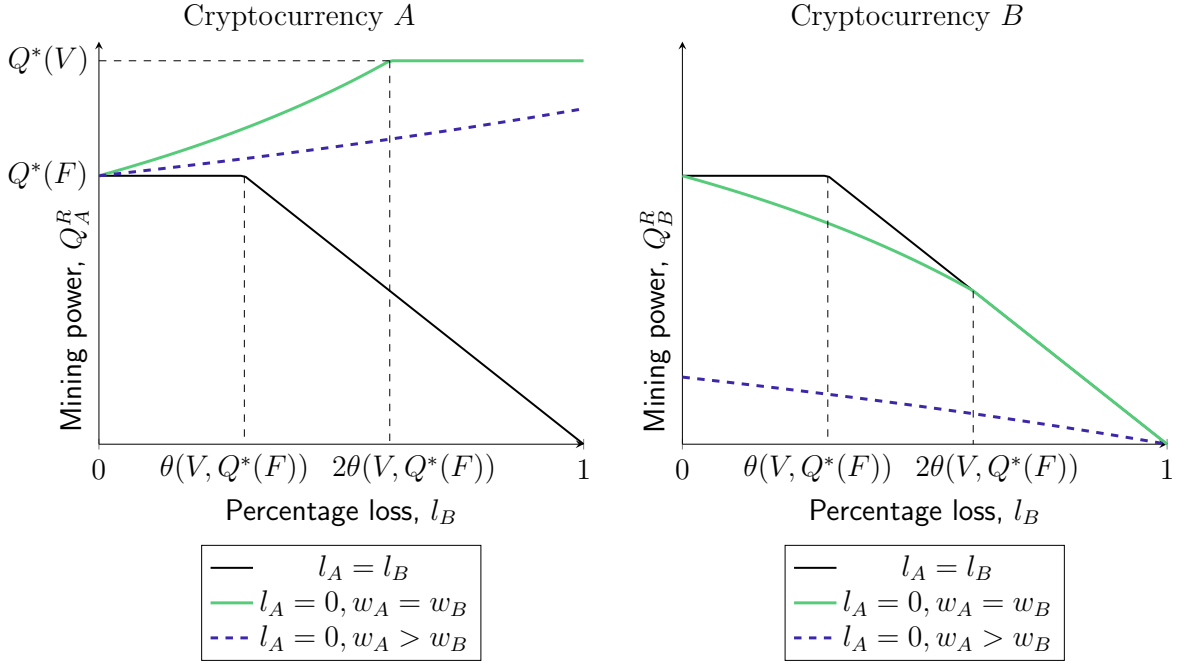 Cryptocurrency A
Q*(V)
Q*(F)
Mining power, Q_A^R
0
θ(V, Q*(F))
2θ(V, Q*(F))
1
Percentage loss, l_B
l_A = l_B
l_A = 0, w_A = w_B
l_A = 0, w_A > w_B
Cryptocurrency B
Mining power, Q_B^R
0
θ(V, Q*(F))
2θ(V, Q*(F))
1
Percentage loss, l_B
l_A = l_B
l_A = 0, w_A = w_B
l_A = 0, w_A > w_B